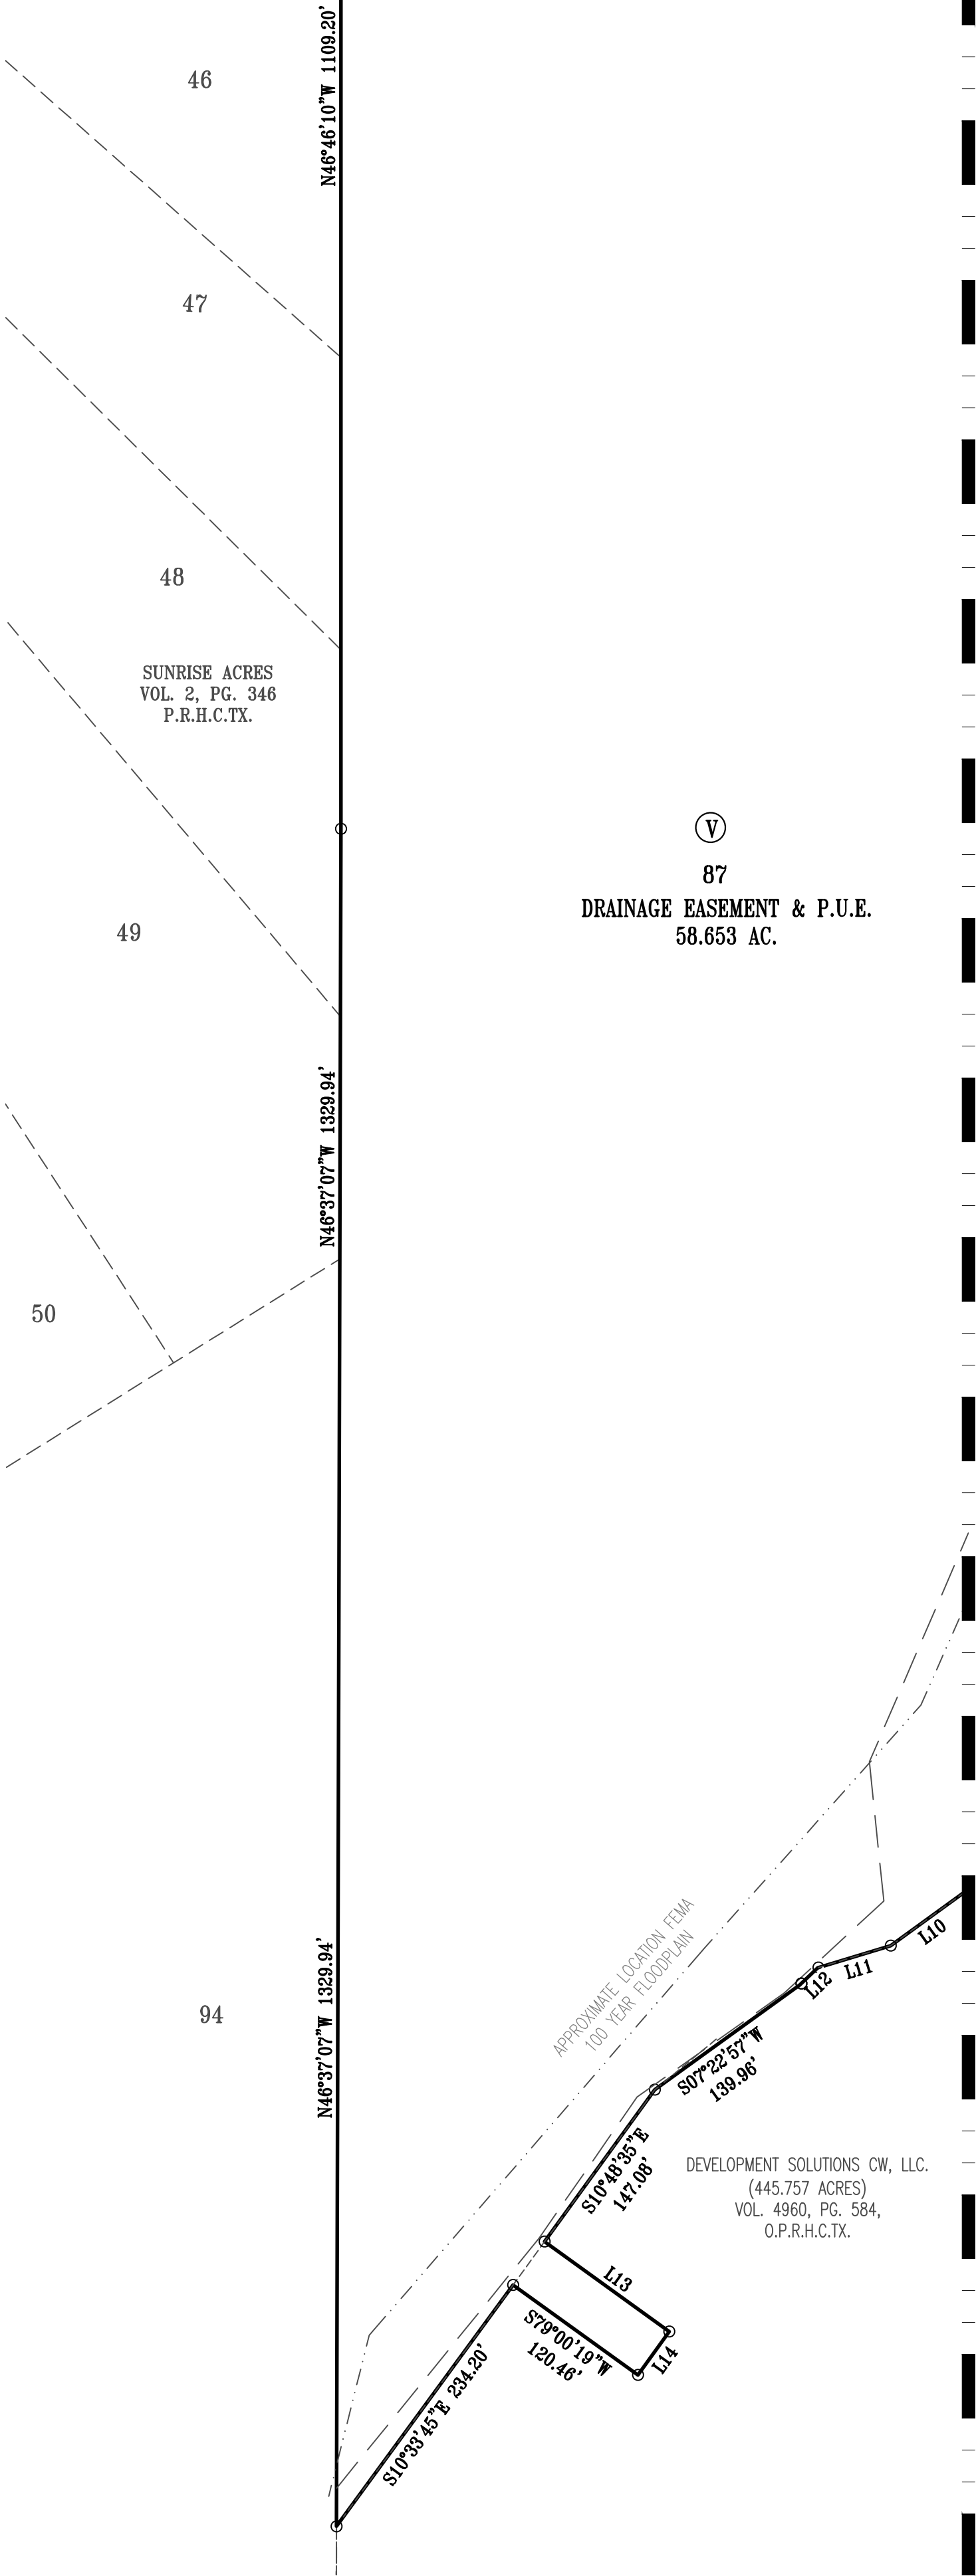 N46°46'10"W 1109.20'
46
47
48
SUNRISE ACRES
VOL. 2, PG. 346
P.R.H.C.TX.
V
87
DRAINAGE EASEMENT & P.U.E.
58.653 AC.
49
N46°37'07"W 1329.94'
50
APPROXIMATE LOCATION FEMA
100 YEAR FLOODPLAIN
L10
L11
L12
N46°37'07"W 1329.94'
94
S07°22'57"W
139.96'
S10°48'35"E
147.08'
DEVELOPMENT SOLUTIONS CW, LLC.
(445.757 ACRES)
VOL. 4960, PG. 584,
O.P.R.H.C.TX.
L13
S79°00'19"W
120.46'
L14
S10°33'45"E 234.20'